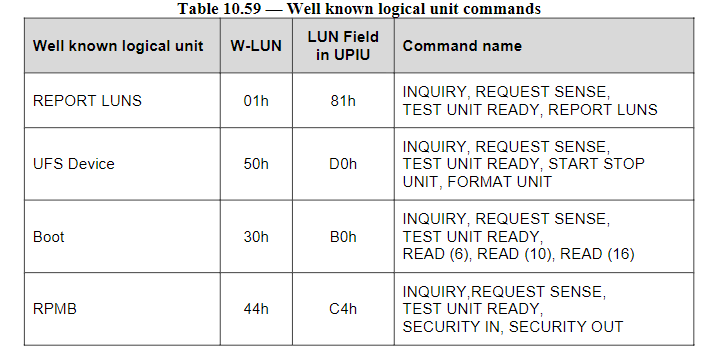 Table 10.59 — Well known logical unit commands
Well known logical unit
W-LUN
LUN Field
in UPIU
Command name
REPORT LUNS
01h
81h
INQUIRY, REQUEST SENSE,
TEST UNIT READY, REPORT LUNS
UFS Device
50h
D0h
INQUIRY, REQUEST SENSE,
TEST UNIT READY, START STOP
UNIT, FORMAT UNIT
Boot
30h
B0h
INQUIRY, REQUEST SENSE,
TEST UNIT READY,
READ (6), READ (10), READ (16)
RPMB
44h
C4h
INQUIRY,REQUEST SENSE,
TEST UNIT READY,
SECURITY IN, SECURITY OUT